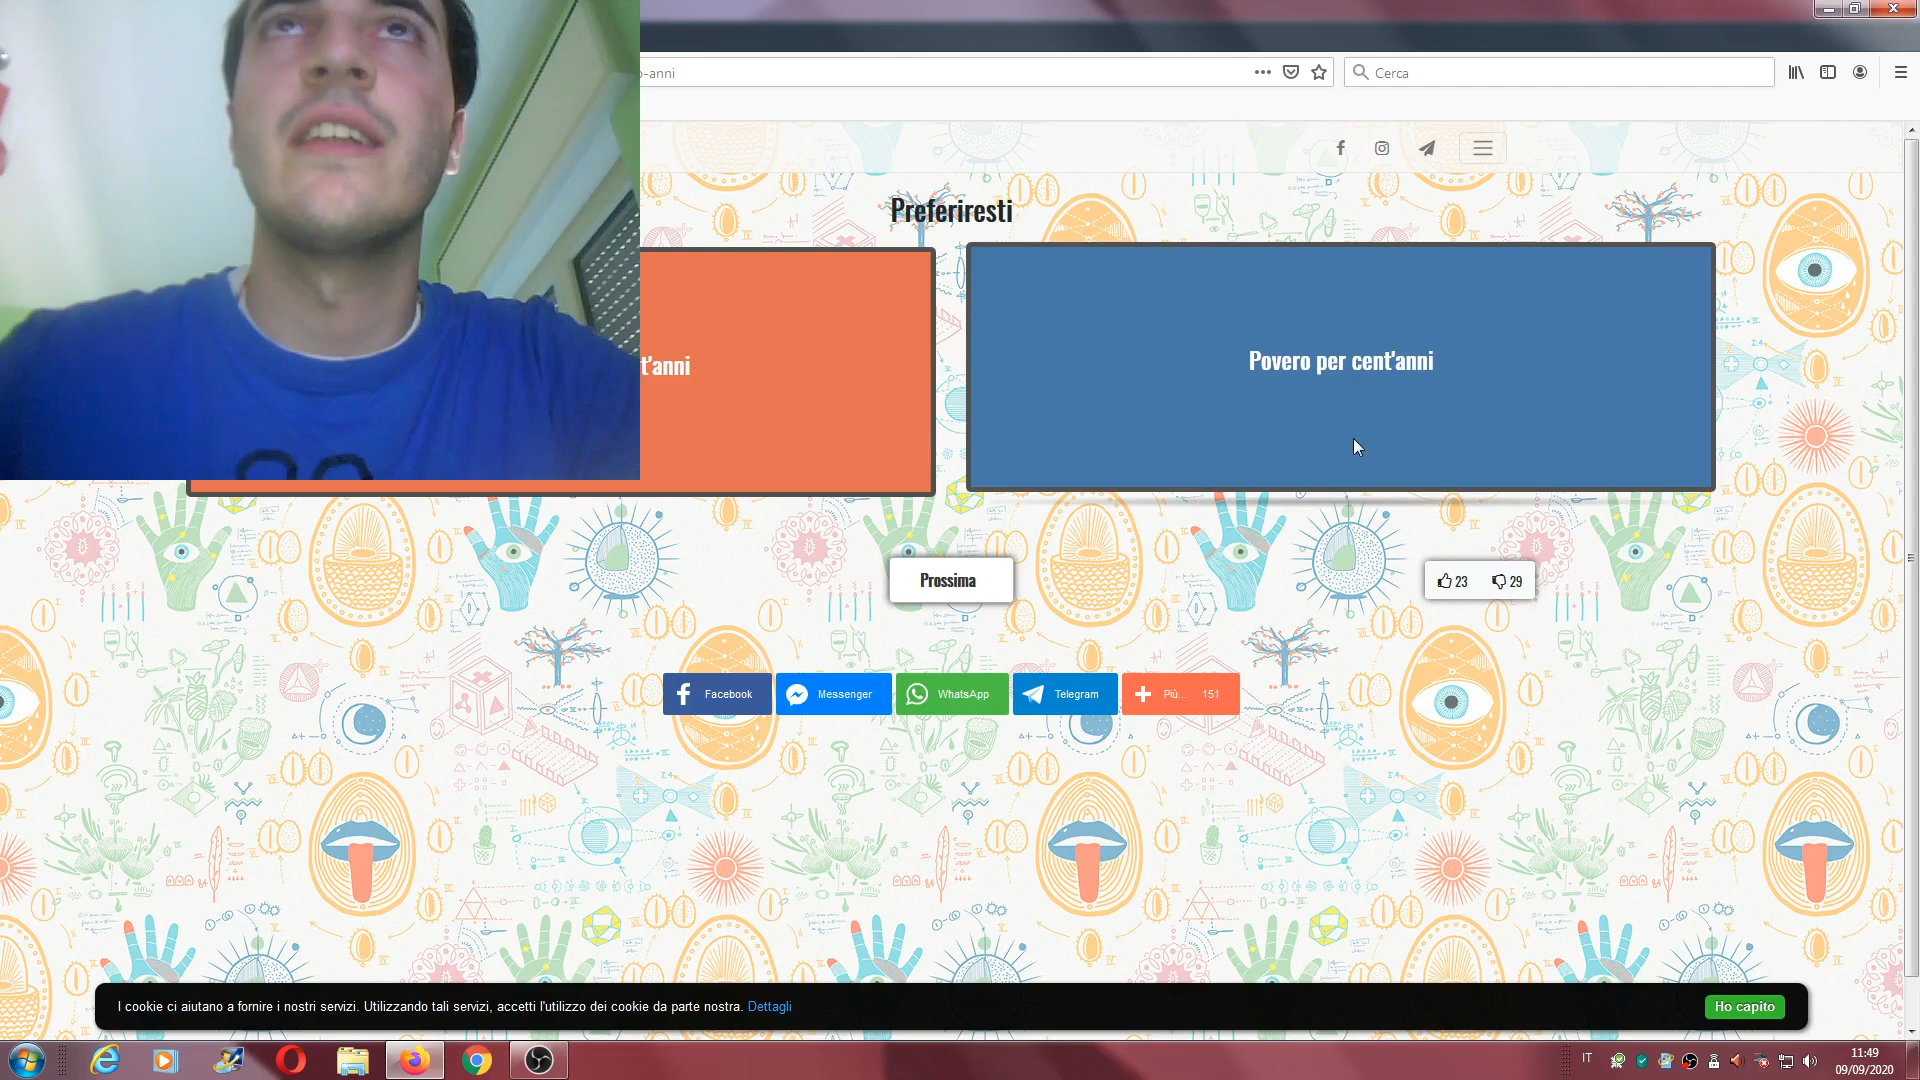 o-anni
Cerca
Preferiresti
t'anni
Povero per cent'anni
Prossima
23
29
Facebook
Messenger
WhatsApp
Telegram
Più...
151
I cookie ci aiutano a fornire i nostri servizi. Utilizzando tali servizi, accetti l'utilizzo dei cookie da parte nostra. Dettagli
Ho capito
IT
11:49
09/09/2020